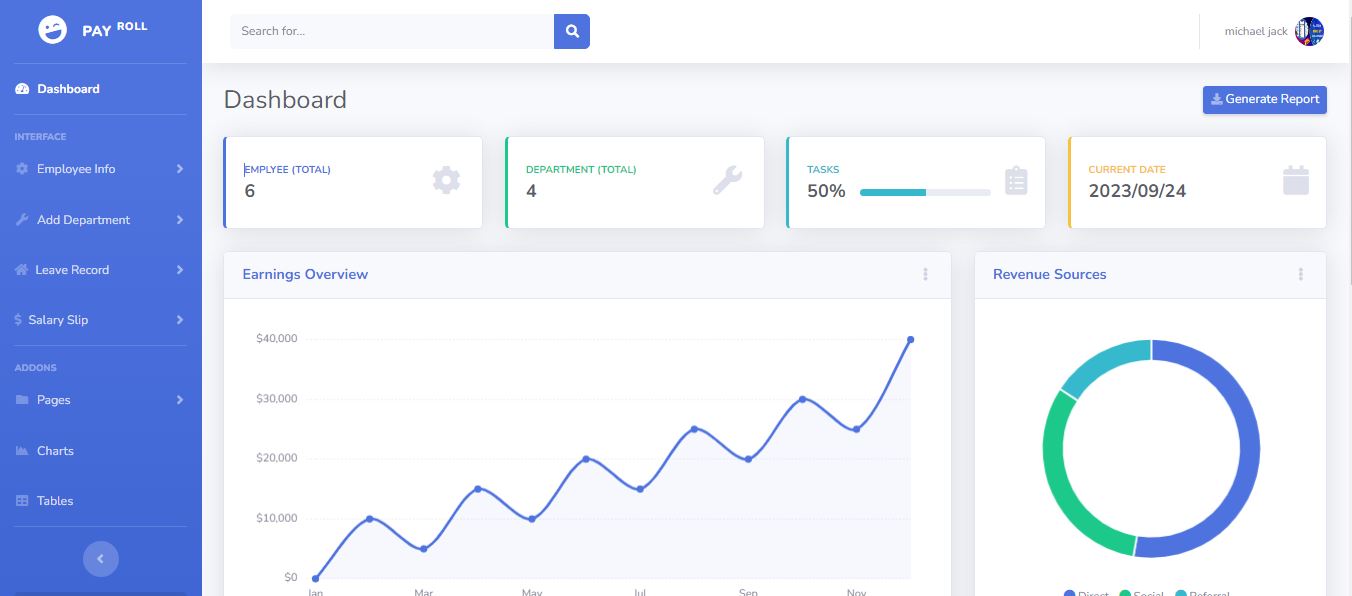 PAY ROLL
Search for...
michael jack
Dashboard
INTERFACE
Employee Info
Add Department
Leave Record
$ Salary Slip
ADDONS
Pages
Charts
Tables
Dashboard
Generate Report
EMPLYEE (TOTAL)
6
DEPARTMENT (TOTAL)
4
TASKS
50%
CURRENT DATE
2023/09/24
Earnings Overview
$40,000
$30,000
$20,000
$10,000
$0
Jan Mar May Jul Sep Nov
Revenue Sources
Direct Social Referral